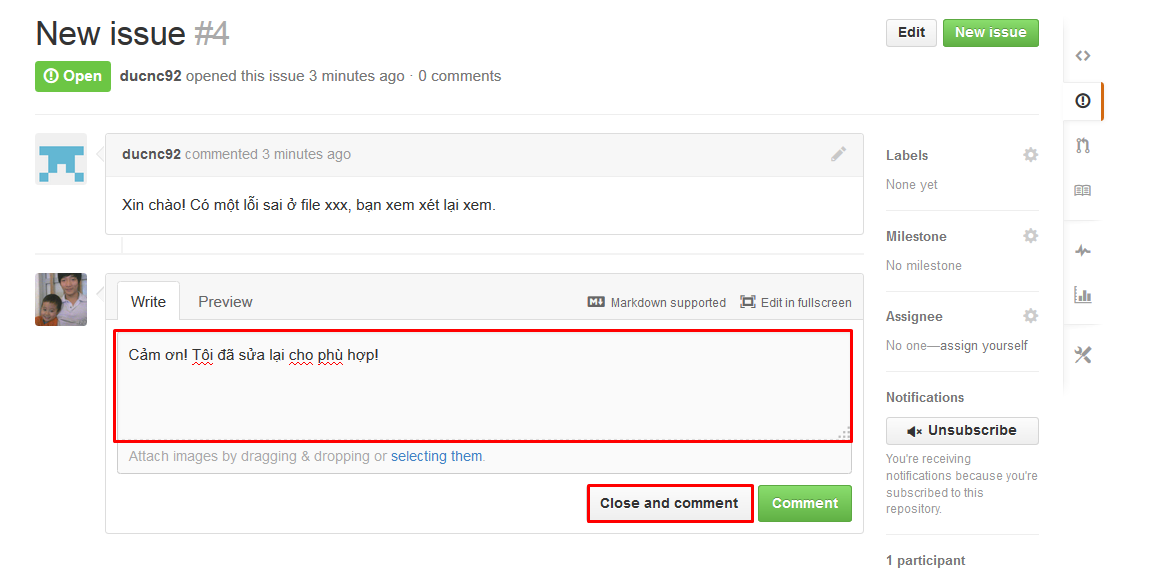 New issue #4
Edit
New issue
Open
ducnc92 opened this issue 3 minutes ago · 0 comments
ducnc92 commented 3 minutes ago
Xin chào! Có một lỗi sai ở file xxx, bạn xem xét lại xem.
Write
Preview
Markdown supported
Edit in fullscreen
Cảm ơn! Tôi đã sửa lại cho phù hợp!
Attach images by dragging & dropping or selecting them.
Close and comment
Comment
Labels
None yet
Milestone
No milestone
Assignee
No one—assign yourself
Notifications
Unsubscribe
You're receiving
notifications because you're
subscribed to this
repository.
1 participant